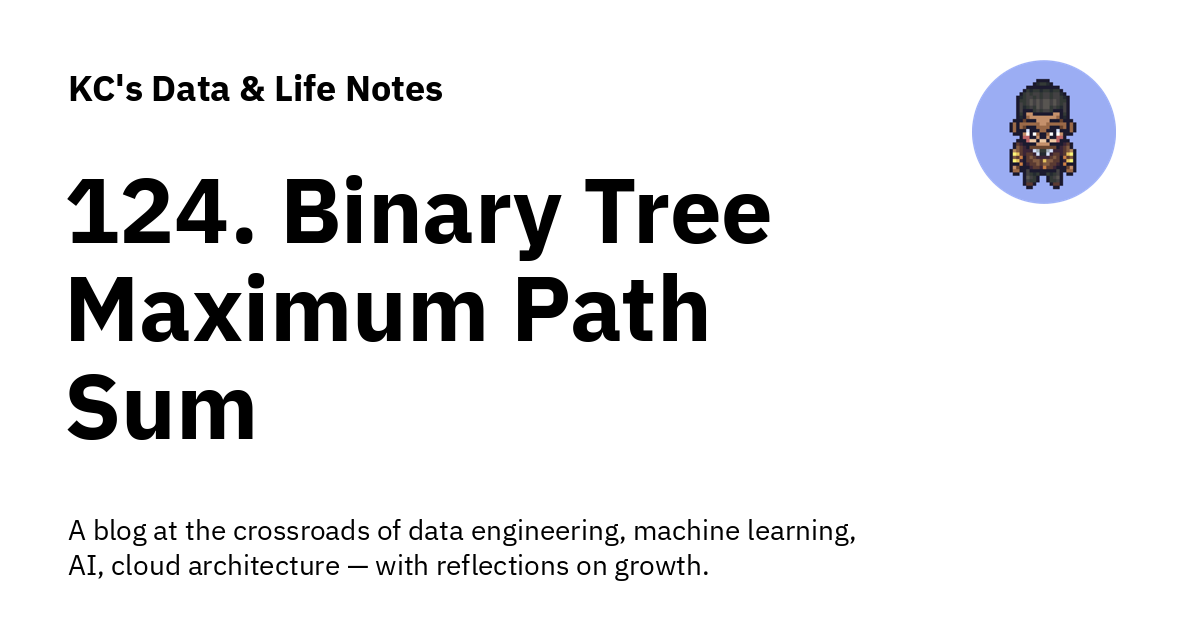 KC's Data & Life Notes
124. Binary Tree
Maximum Path
Sum
A blog at the crossroads of data engineering, machine learning,
AI, cloud architecture — with reflections on growth.